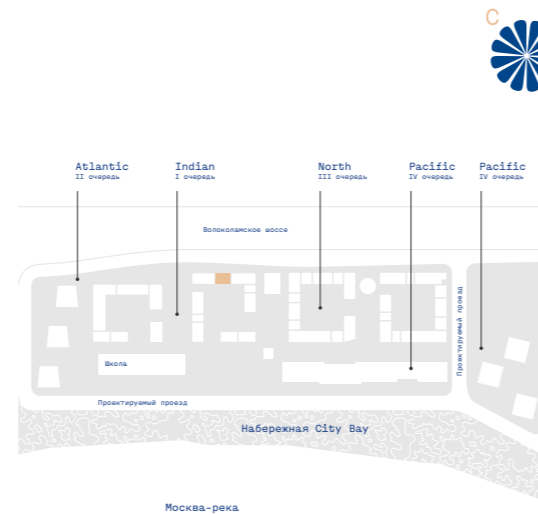 С
Atlantic
II очередь
Indian
I очередь
North
III очередь
Pacific
IV очередь
Pacific
IV очередь
Волоколамское шоссе
Проектируемый проезд
Школа
Проектируемый проезд
Набережная City Bay
Москва-река